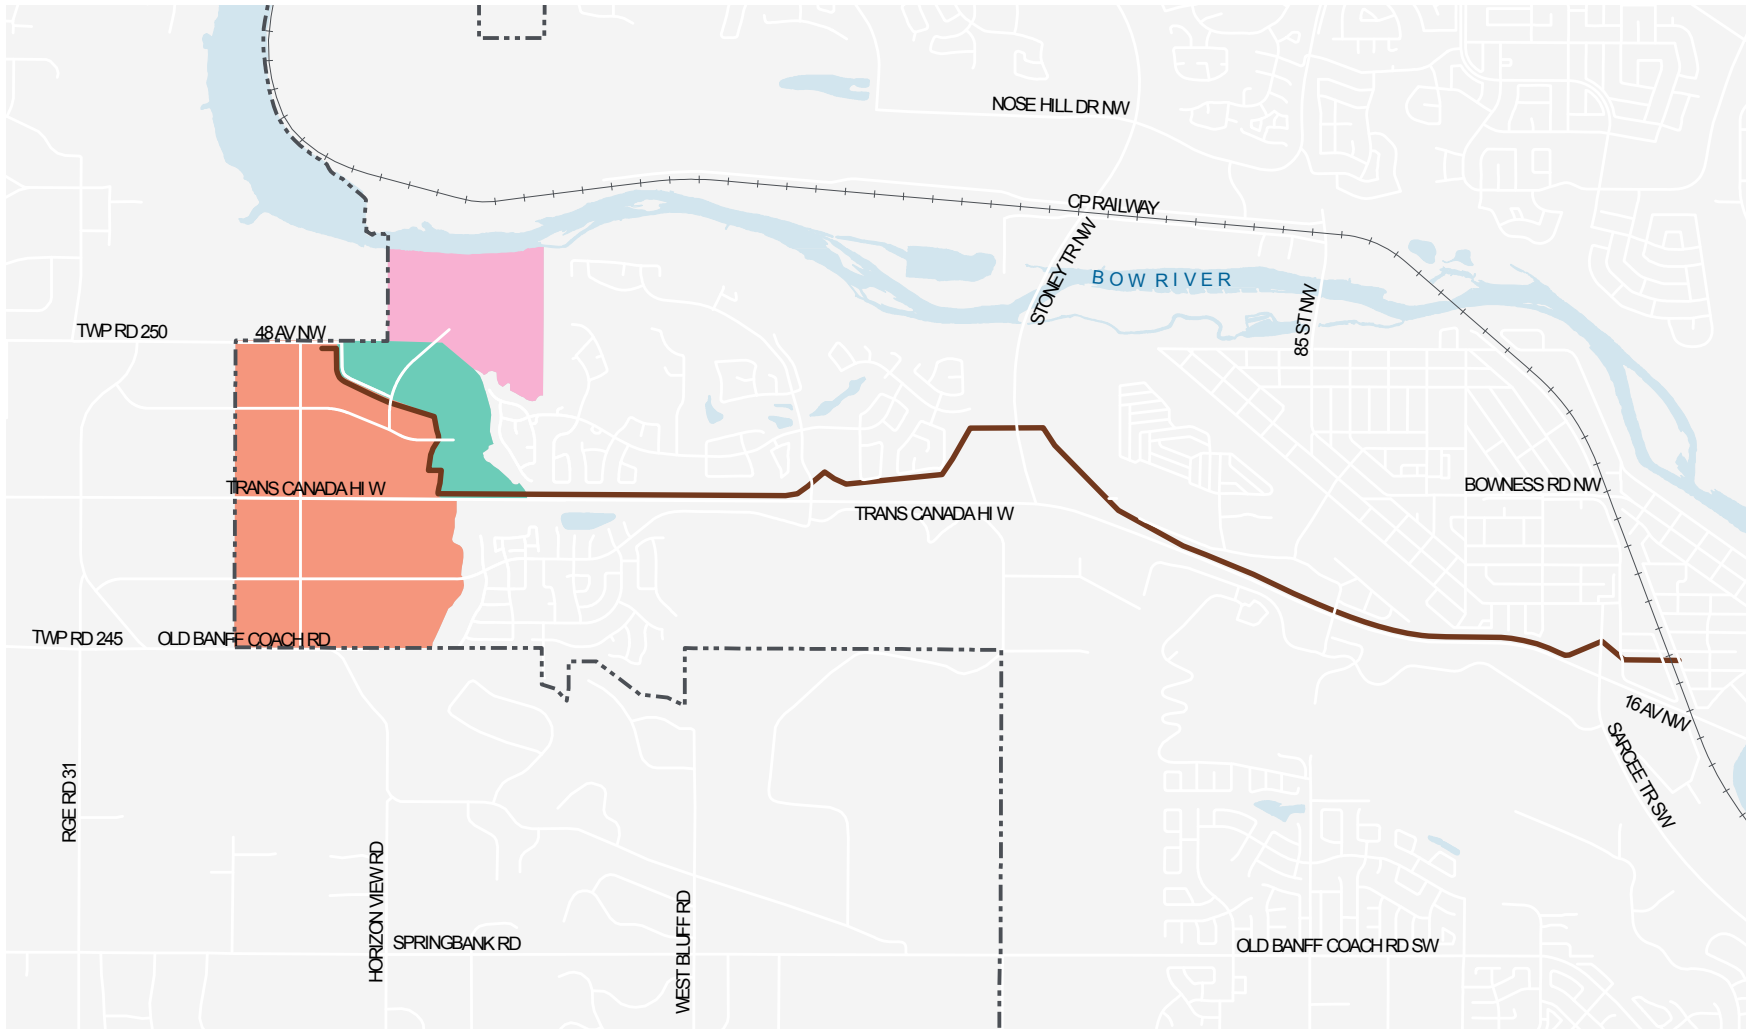 NOSE HILL DR NW
CP RAILWAY
STONEY TR NW
BOW RIVER
85 ST NW
TWP RD 250
48 AV NW
TRANS CANADA HI W
BOWNESS RD NW
TRANS CANADA HI W
TWP RD 245
OLD BANFF COACH RD
16 AV NW
SARCEE TR SW
RGE RD 31
HORIZON VIEW RD
SPRINGBANK RD
WEST BLUFF RD
OLD BANFF COACH RD SW